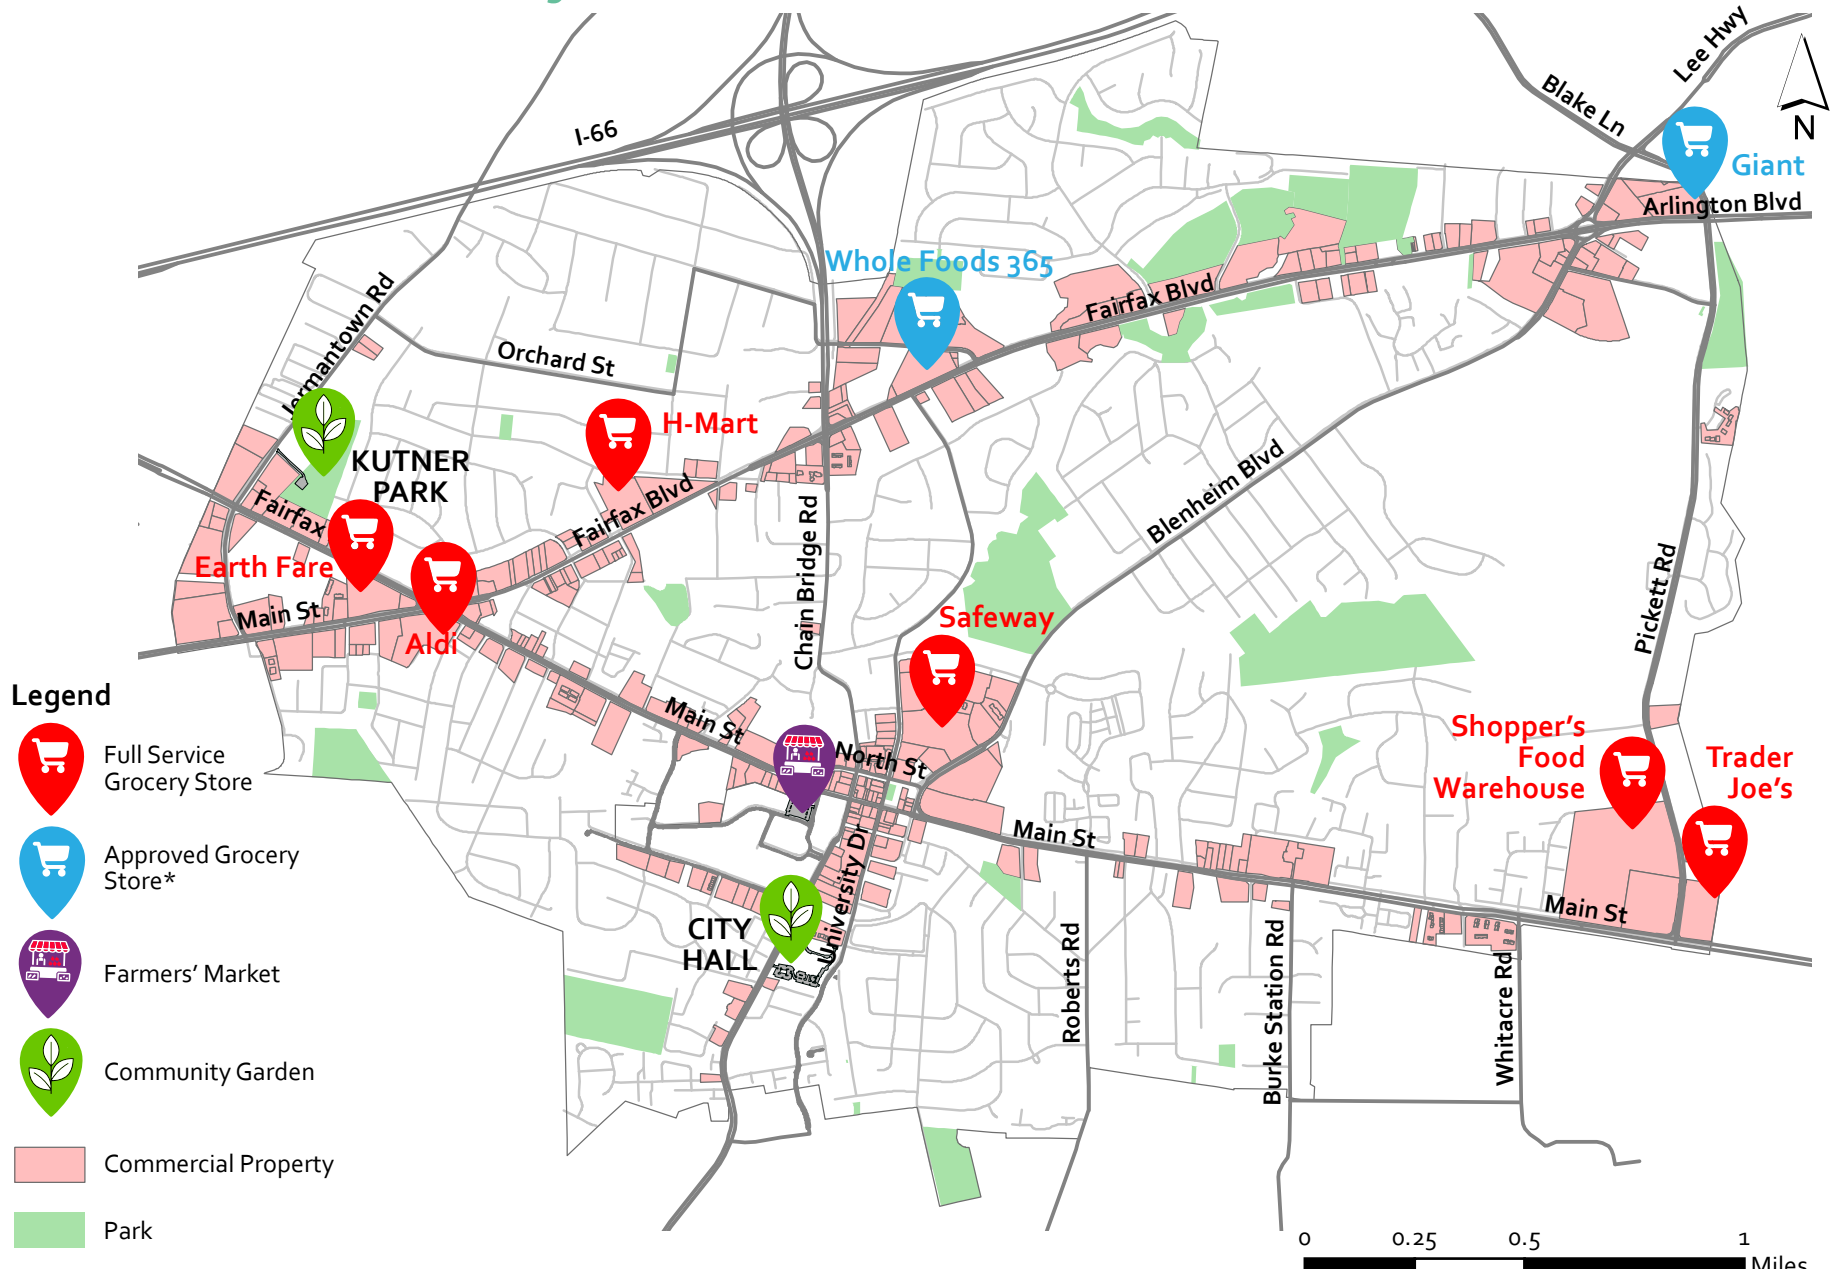 I-66
Blake Ln
Lee Hwy
N
Giant
Arlington Blvd
Whole Foods 365
Fairfax Blvd
Jermantown Rd
Orchard St
H-Mart
KUTNER
PARK
Fairfax
Fairfax Blvd
Chain Bridge Rd
Blenheim Blvd
Pickett Rd
Earth Fare
Main St
Aldi
Safeway
Legend
Full Service
Grocery Store
Approved Grocery
Store*
Farmers' Market
Community Garden
Commercial Property
Park
Main St
North St
Shopper's
Food
Warehouse
Trader
Joe's
Main St
Main St
University Dr
CITY
HALL
Roberts Rd
Burke Station Rd
Whitacre Rd
0 0.25 0.5 1
Miles